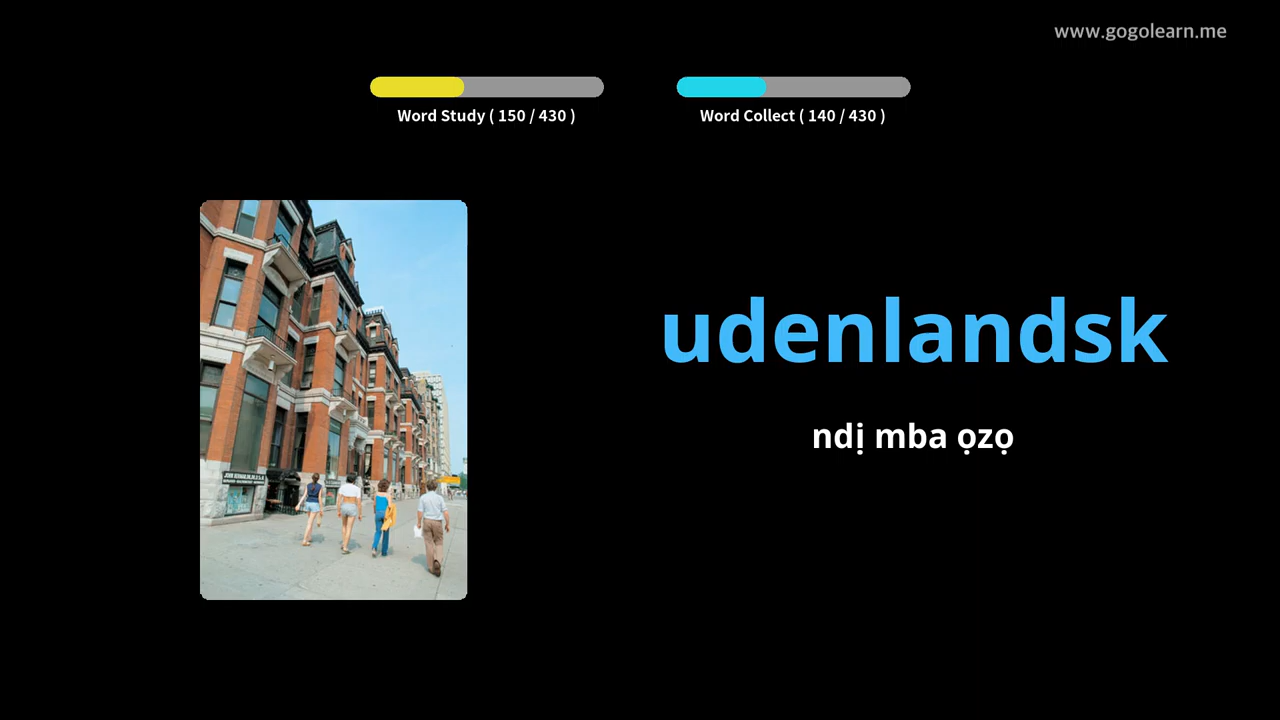 www.gogolearn.me
Word Study ( 150 / 430 )
Word Collect ( 140 / 430 )
udenlandsk
ndị mba ọzọ